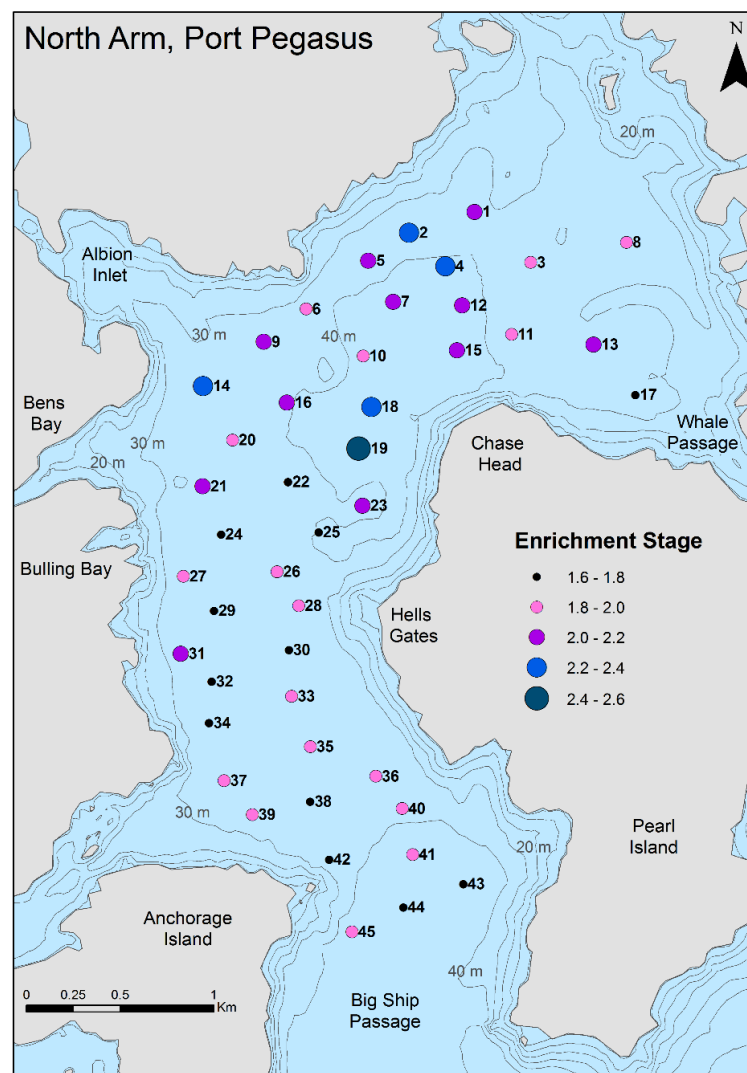 North Arm, Port Pegasus
N
20 m
1
2
8
5
4
3
Albion
Inlet
6
7
12
30 m
40 m
11
9
15
13
10
14
17
16
18
Bens
Bay
Whale
Passage
20
30 m
Chase
Head
19
20 m
22
21
23
25
24
Enrichment Stage
Bulling Bay
26
27
1.6 - 1.8
28
1.8 - 2.0
29
Hells
Gates
2.0 - 2.2
30
31
2.2 - 2.4
32
33
2.4 - 2.6
34
35
36
37
38
40
30 m
39
Pearl
Island
20 m
41
42
43
44
Anchorage
Island
45
40 m
0 0.25 0.5 1
Km
Big Ship
Passage